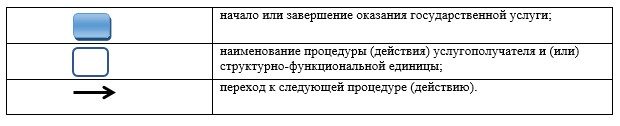 начало или завершение оказания государственной услуги;
наименование процедуры (действия) услугополучателя и (или)
структурно-функциональной единицы;
переход к следующей процедуре (действию).